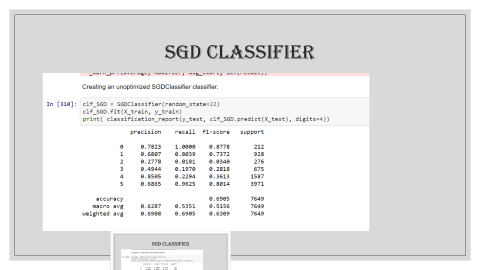 SGD CLASSIFIER
Creating an unoptimized SGDClassifier classifier.
In [310]: clf_SGD = SGDClassifier(random_state=22)
clf_SGD.fit(X_train, y_train)
print( classification_report(y_test, clf_SGD.predict(X_test), digits=4))
precision recall f1-score support
0 0.7823 1.0000 0.8778 212
1 0.6807 0.8039 0.7372 928
2 0.2778 0.0181 0.0340 276
3 0.4944 0.1970 0.2818 675
4 0.8505 0.2294 0.3613 1587
5 0.6865 0.9625 0.8014 3971
accuracy 0.6905 7649
macro avg 0.6287 0.5351 0.5156 7649
weighted avg 0.6908 0.6905 0.6309 7649
SGD CLASSIFIER